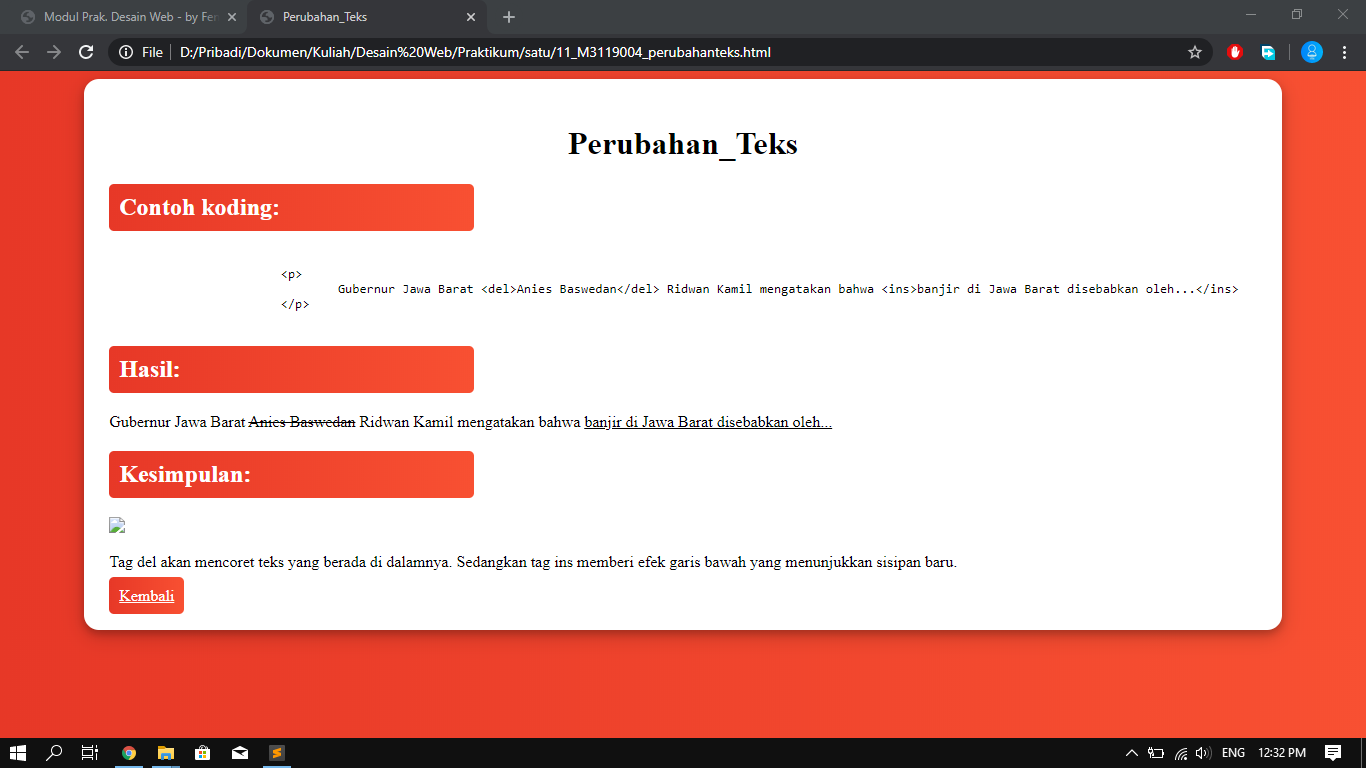 Modul Prak. Desain Web - by Fer
Perubahan_Teks
File
D:/Pribadi/Dokumen/Kuliah/Desain%20Web/Praktikum/satu/11_M3119004_perubahanteks.html
Perubahan_Teks
Contoh koding:
<p>
Gubernur Jawa Barat <del>Anies Baswedan</del> Ridwan Kamil mengatakan bahwa <ins>banjir di Jawa Barat disebabkan oleh...</ins>
</p>
Hasil:
Gubernur Jawa Barat Anies Baswedan Ridwan Kamil mengatakan bahwa banjir di Jawa Barat disebabkan oleh...
Kesimpulan:
Tag del akan mencoret teks yang berada di dalamnya. Sedangkan tag ins memberi efek garis bawah yang menunjukkan sisipan baru.
Kembali
ENG
12:32 PM